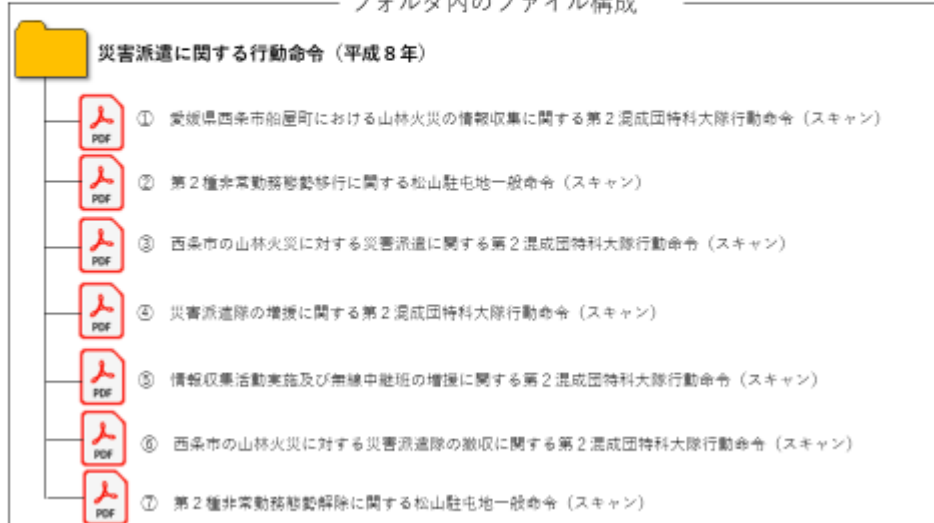 フォルダ内のファイル構成
災害派遣に関する行動命令（平成８年）
PDF ① 愛媛県西条市船屋町における山林火災の情報収集に関する第２混成団特科大隊行動命令（スキャン）
PDF ② 第２種非常勤務態勢移行に関する松山駐屯地一般命令（スキャン）
PDF ③ 西条市の山林火災に対する災害派遣に関する第２混成団特科大隊行動命令（スキャン）
PDF ④ 災害派遣隊の増援に関する第２混成団特科大隊行動命令（スキャン）
PDF ⑤ 情報収集活動実施及び無線中継班の増援に関する第２混成団特科大隊行動命令（スキャン）
PDF ⑥ 西条市の山林火災に対する災害派遣隊の撤収に関する第２混成団特科大隊行動命令（スキャン）
PDF ⑦ 第２種非常勤務態勢解除に関する松山駐屯地一般命令（スキャン）